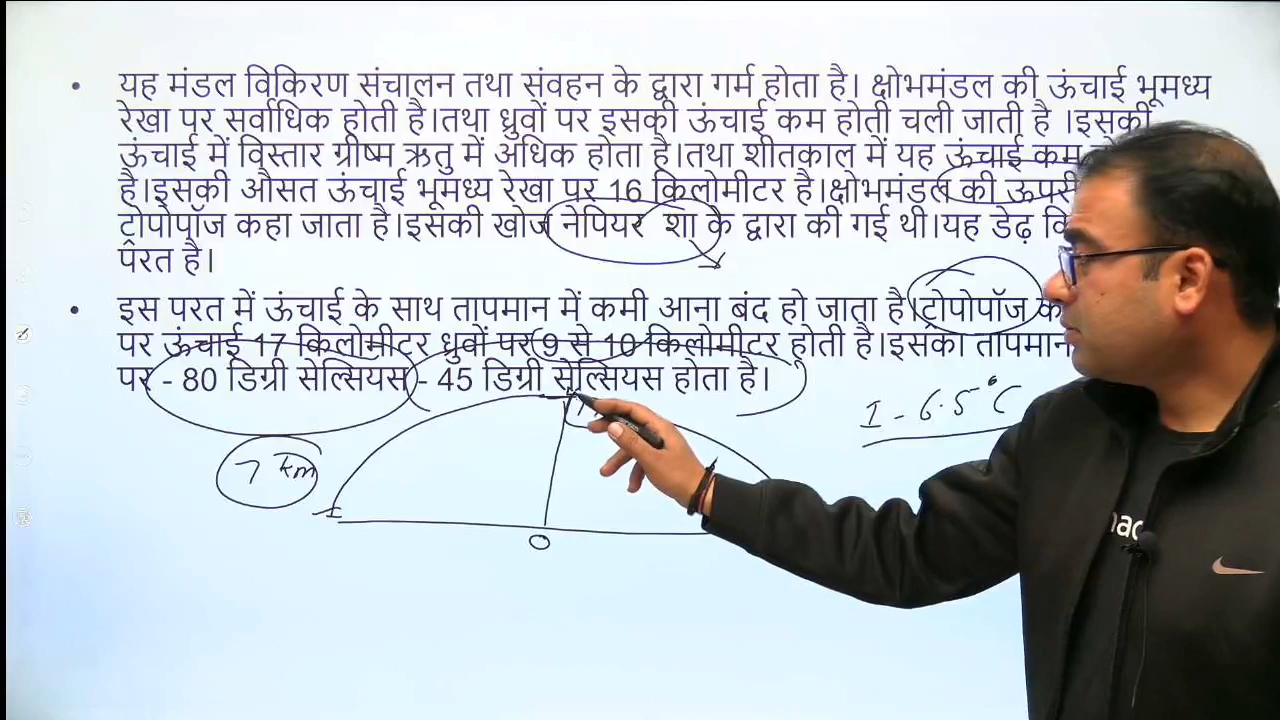 यह मंडल विकिरण संचालन तथा संवहन के द्वारा गर्म होता है। क्षोभमंडल की ऊंचाई भूमध्य
रेखा पर सर्वाधिक होती है।तथा ध्रुवों पर इसकी ऊंचाई कम होती चली जाती है ।इसकी
ऊंचाई में विस्तार ग्रीष्म ऋतु में अधिक होता है।तथा शीतकाल में यह ऊंचाई कम
है।इसकी औसत ऊंचाई भूमध्य रेखा पर 16 किलोमीटर है।क्षोभमंडल की ऊपरी
ट्रोपोपॉज कहा जाता है।इसकी खोज नेपियर शा के द्वारा की गई थी।यह डेढ़
परत है।
इस परत में ऊंचाई के साथ तापमान में कमी आना बंद हो जाता है।ट्रोपोपॉज
पर ऊंचाई 17 किलोमीटर ध्रुवों पर 9 से 10 किलोमीटर होती है।इसका तापमान
पर - 80 डिग्री सेल्सियस - 45 डिग्री सेल्सियस होता है।
1 - 6.5°C
7 km
0